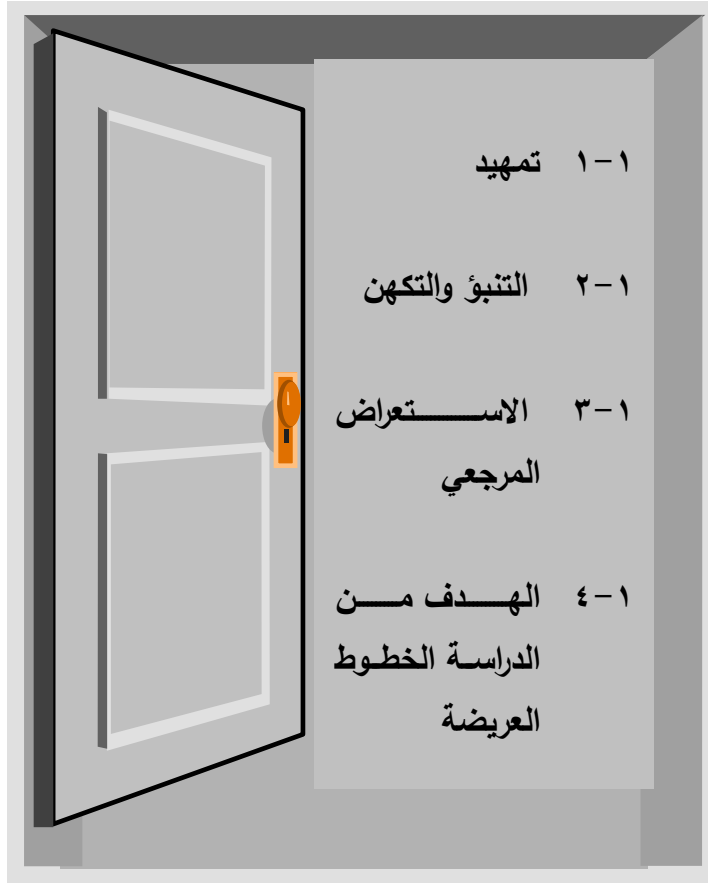 ١-١ تمهيد
١-٢ التنبؤ والتكهن
١-٣ الاستعراض
المرجعي
١-٤ الهدف من
الدراسة الخطوط
العريضة